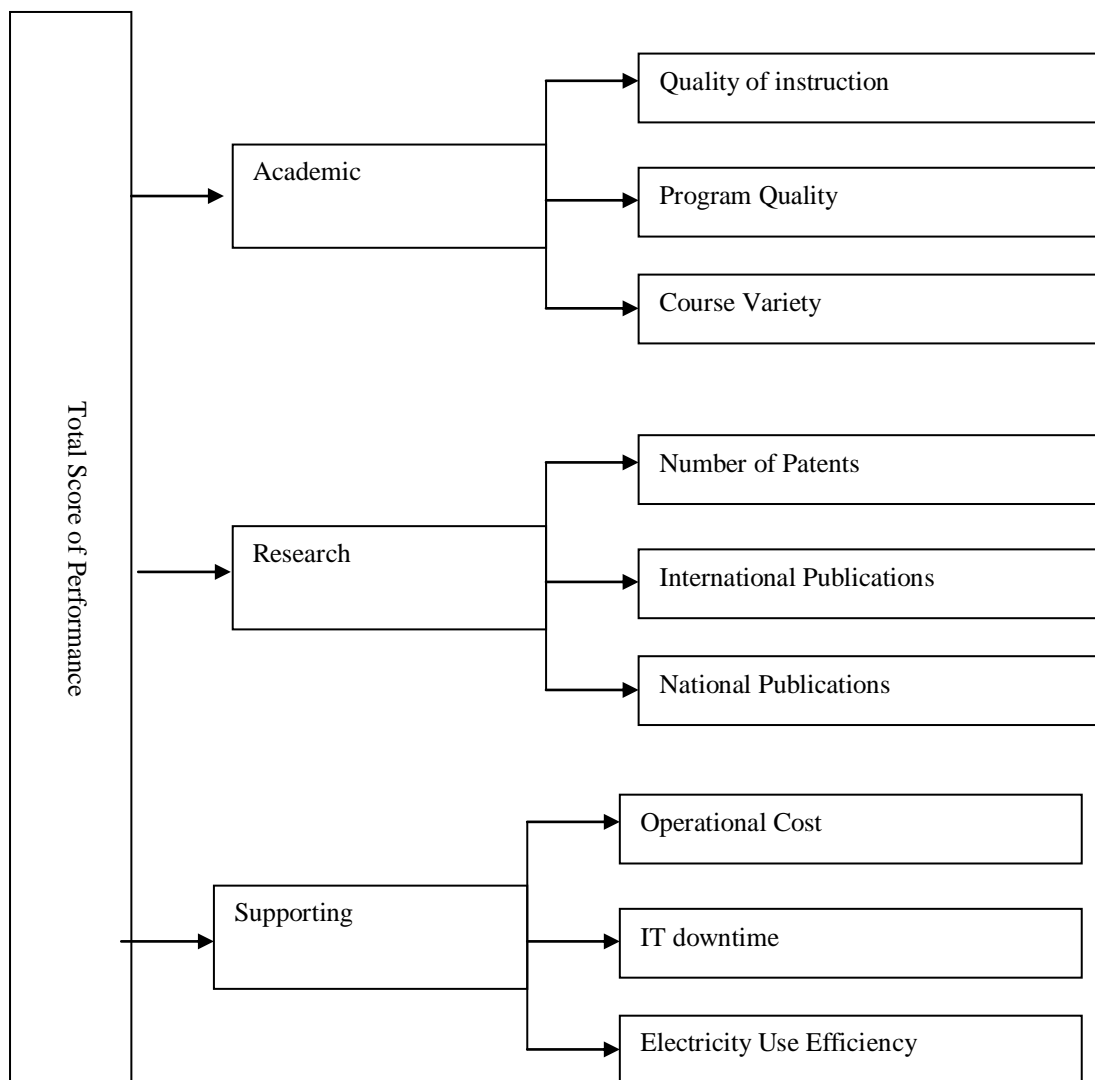 Total Score of Performance
Academic
Quality of instruction
Program Quality
Course Variety
Research
Number of Patents
International Publications
National Publications
Supporting
Operational Cost
IT downtime
Electricity Use Efficiency